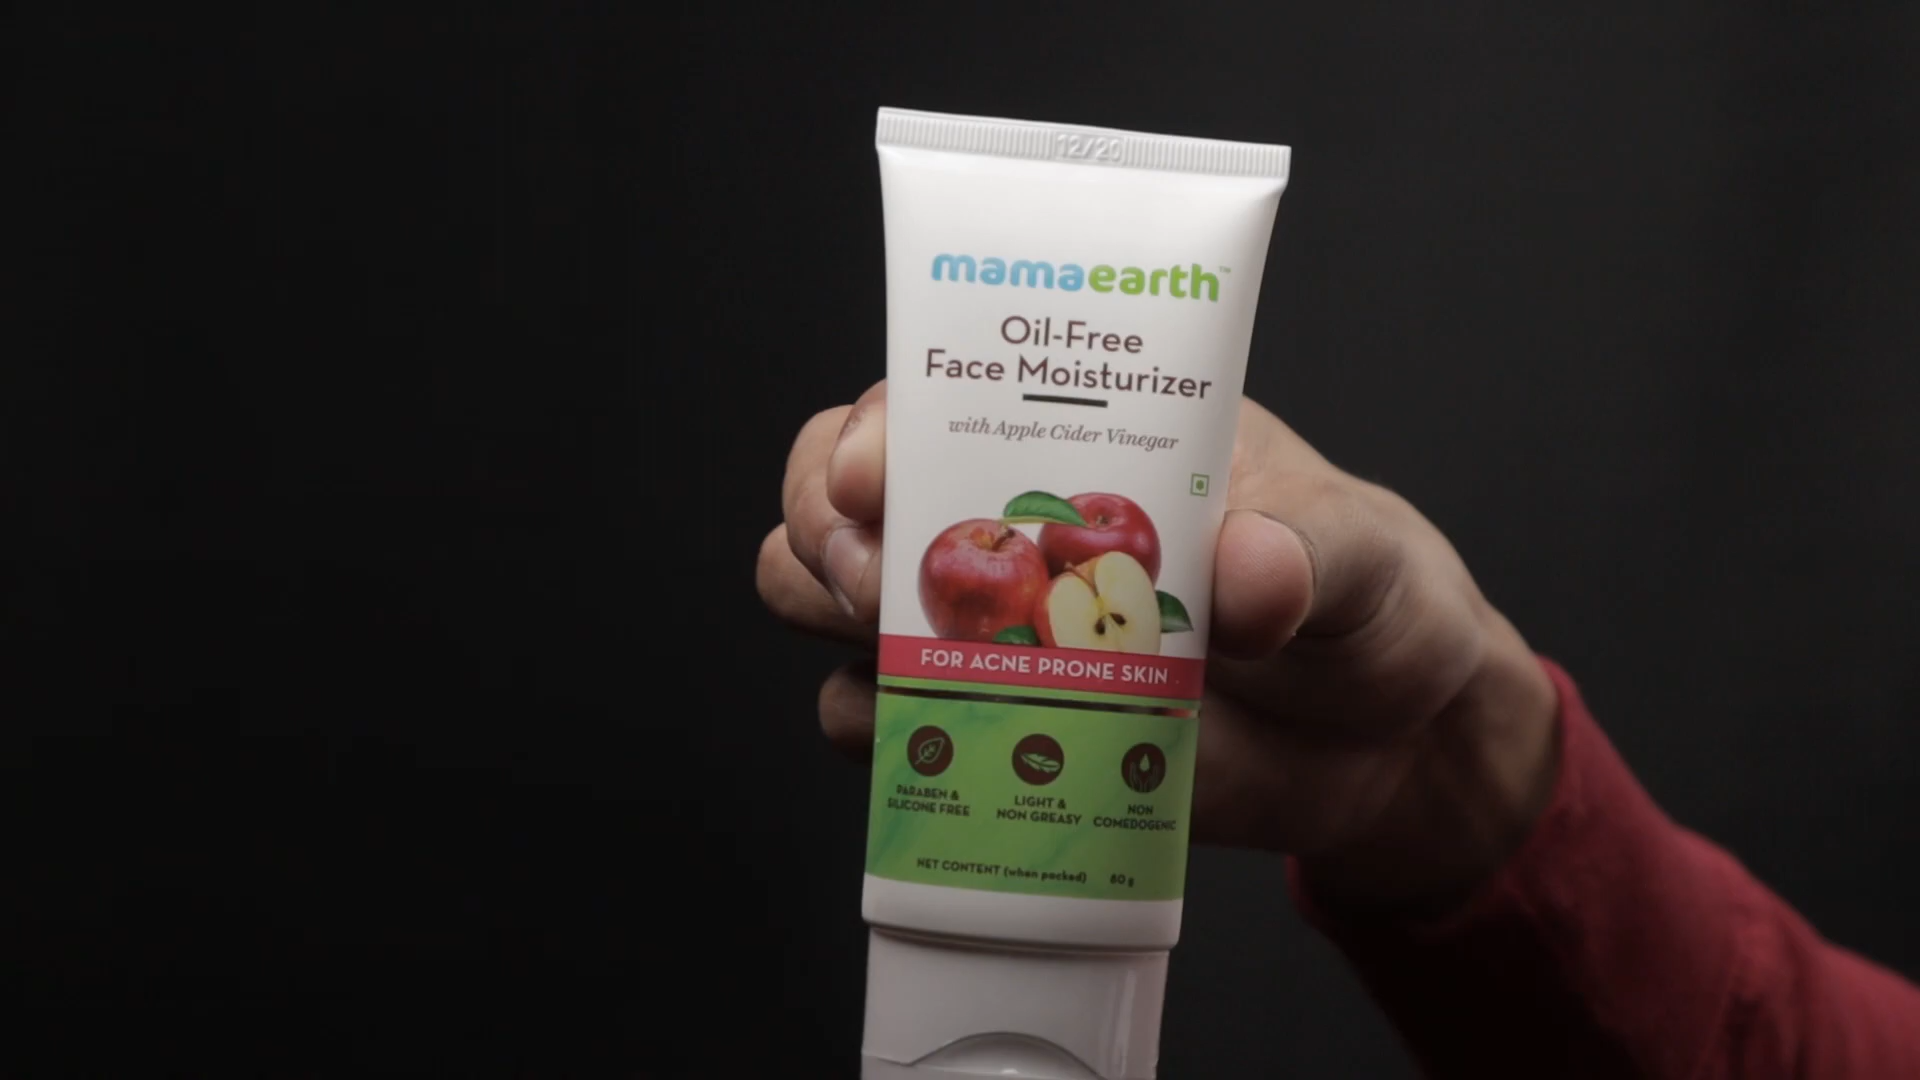 12/20
mamaearth™
Oil-Free
Face Moisturizer
with Apple Cider Vinegar
FOR ACNE PRONE SKIN
PARABEN &
SILICONE FREE
LIGHT &
NON GREASY
NON
COMEDOGENIC
NET CONTENT (when packed) 80 g